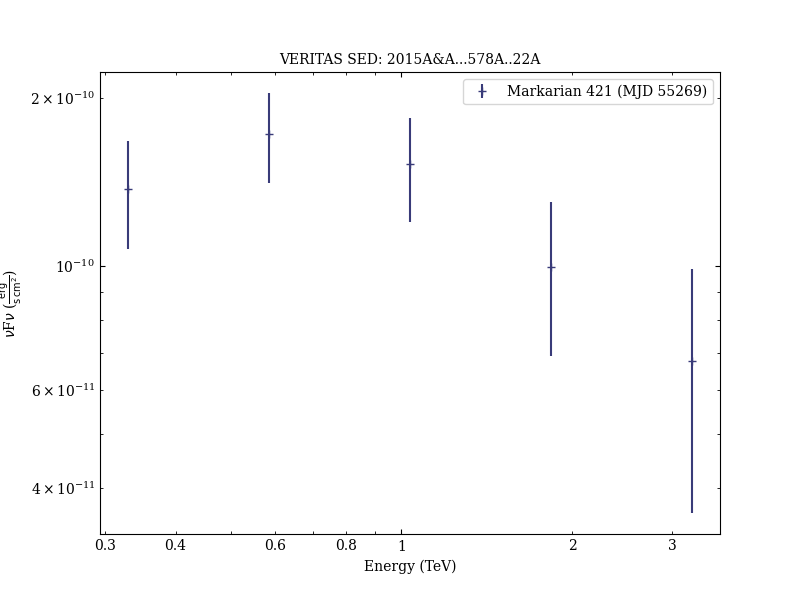 VERITAS SED: 2015A&A...578A..22A
Markarian 421 (MJD 55269)
2×10⁻¹⁰
10⁻¹⁰
6×10⁻¹¹
4×10⁻¹¹
νFν (erg/s cm²)
0.3 0.4 0.6 0.8 1 2 3
Energy (TeV)